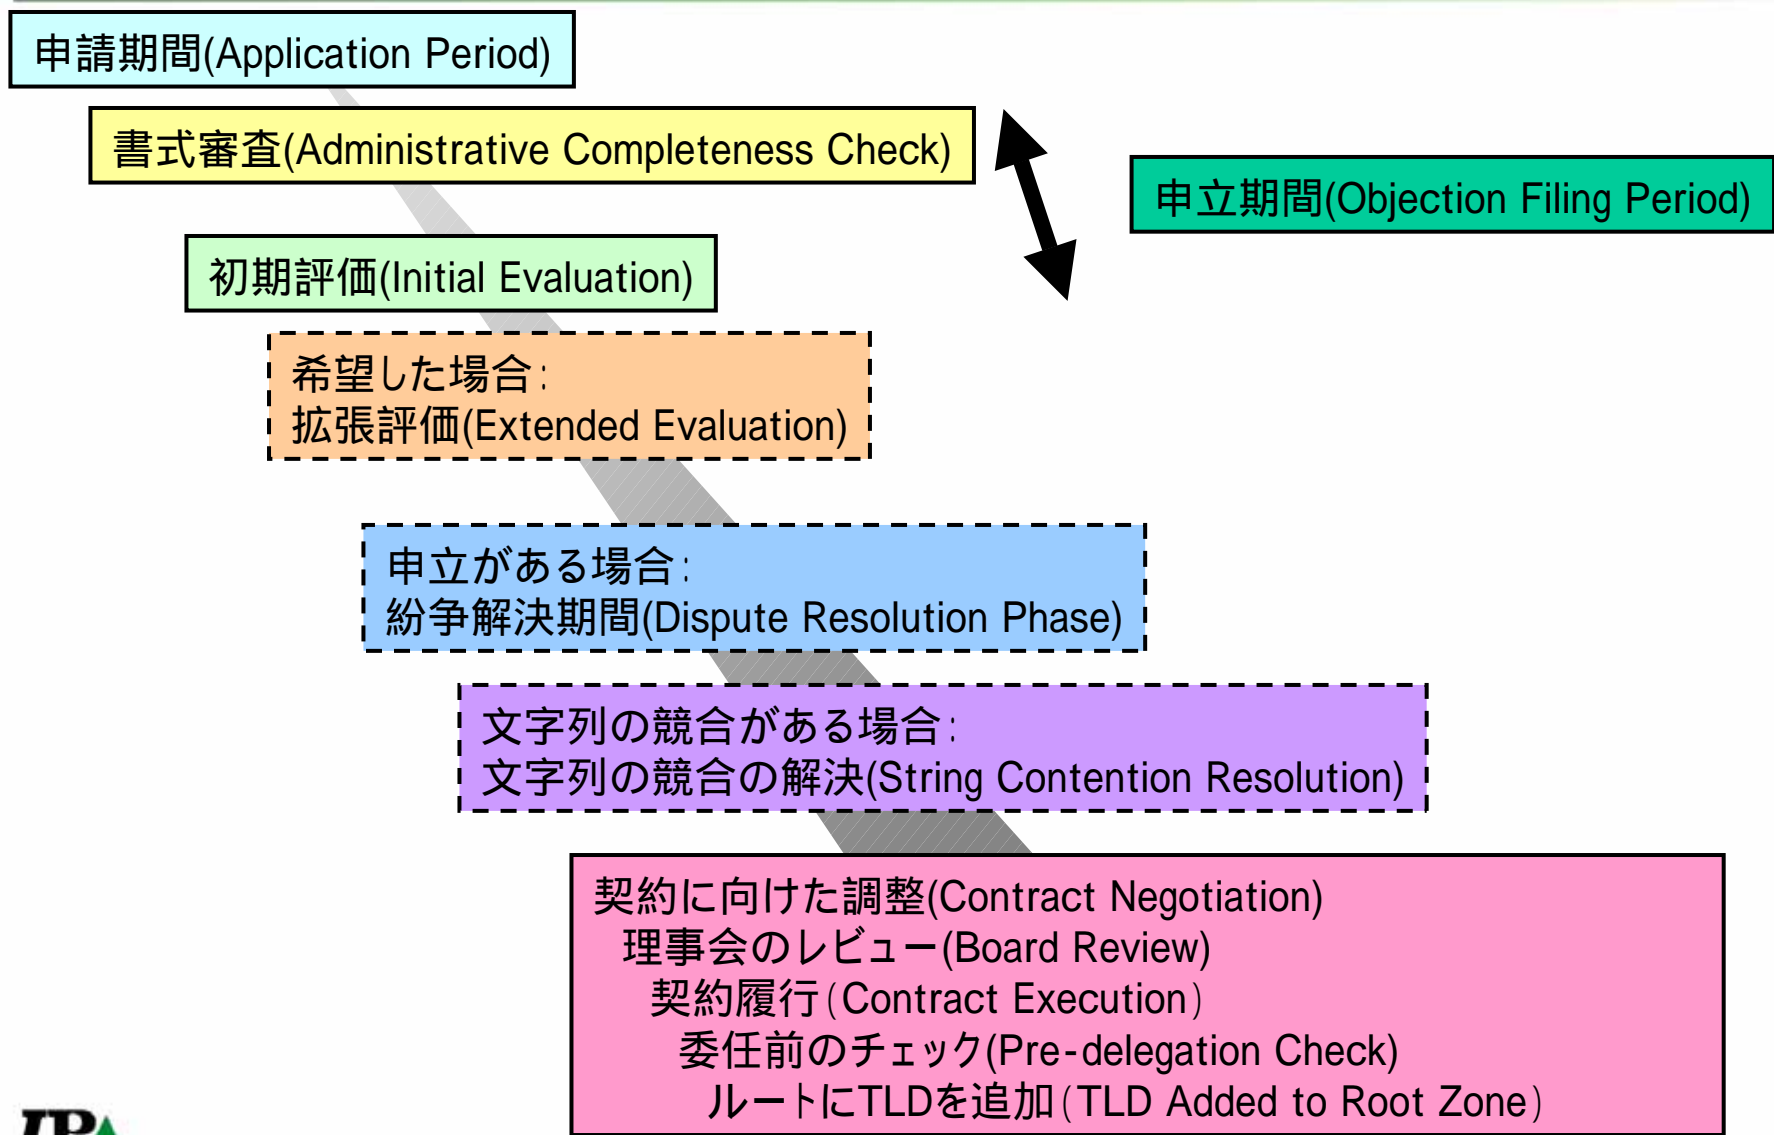 申請期間(Application Period)
書式審査(Administrative Completeness Check)
申立期間(Objection Filing Period)
初期評価(Initial Evaluation)
希望した場合:
拡張評価(Extended Evaluation)
申立がある場合:
紛争解決期間(Dispute Resolution Phase)
文字列の競合がある場合:
文字列の競合の解決(String Contention Resolution)
契約に向けた調整(Contract Negotiation)
理事会のレビュー(Board Review)
契約履行(Contract Execution)
委任前のチェック(Pre-delegation Check)
ルートにTLDを追加(TLD Added to Root Zone)